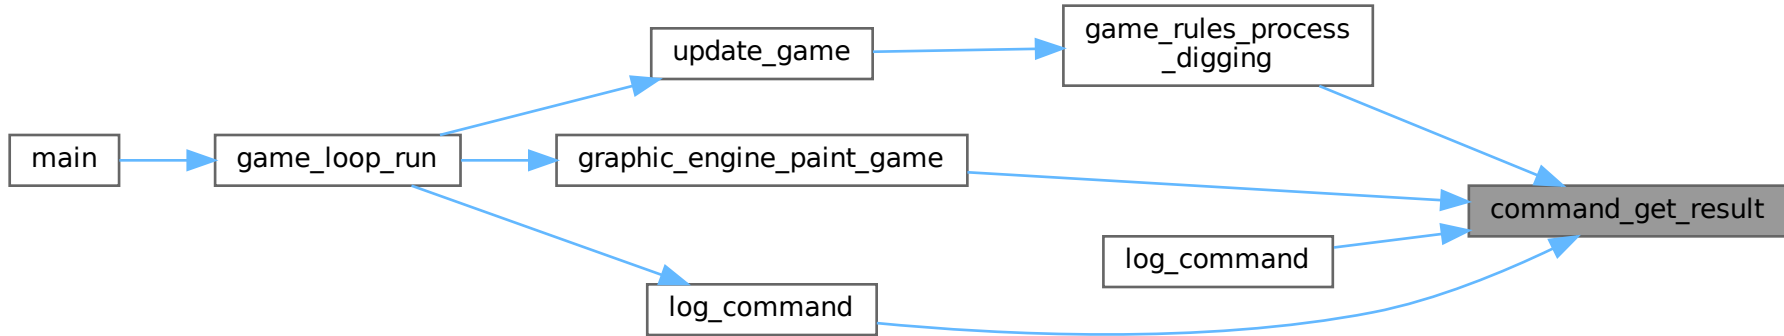 game_rules_process
_digging
update_game
main
game_loop_run
graphic_engine_paint_game
command_get_result
log_command
log_command